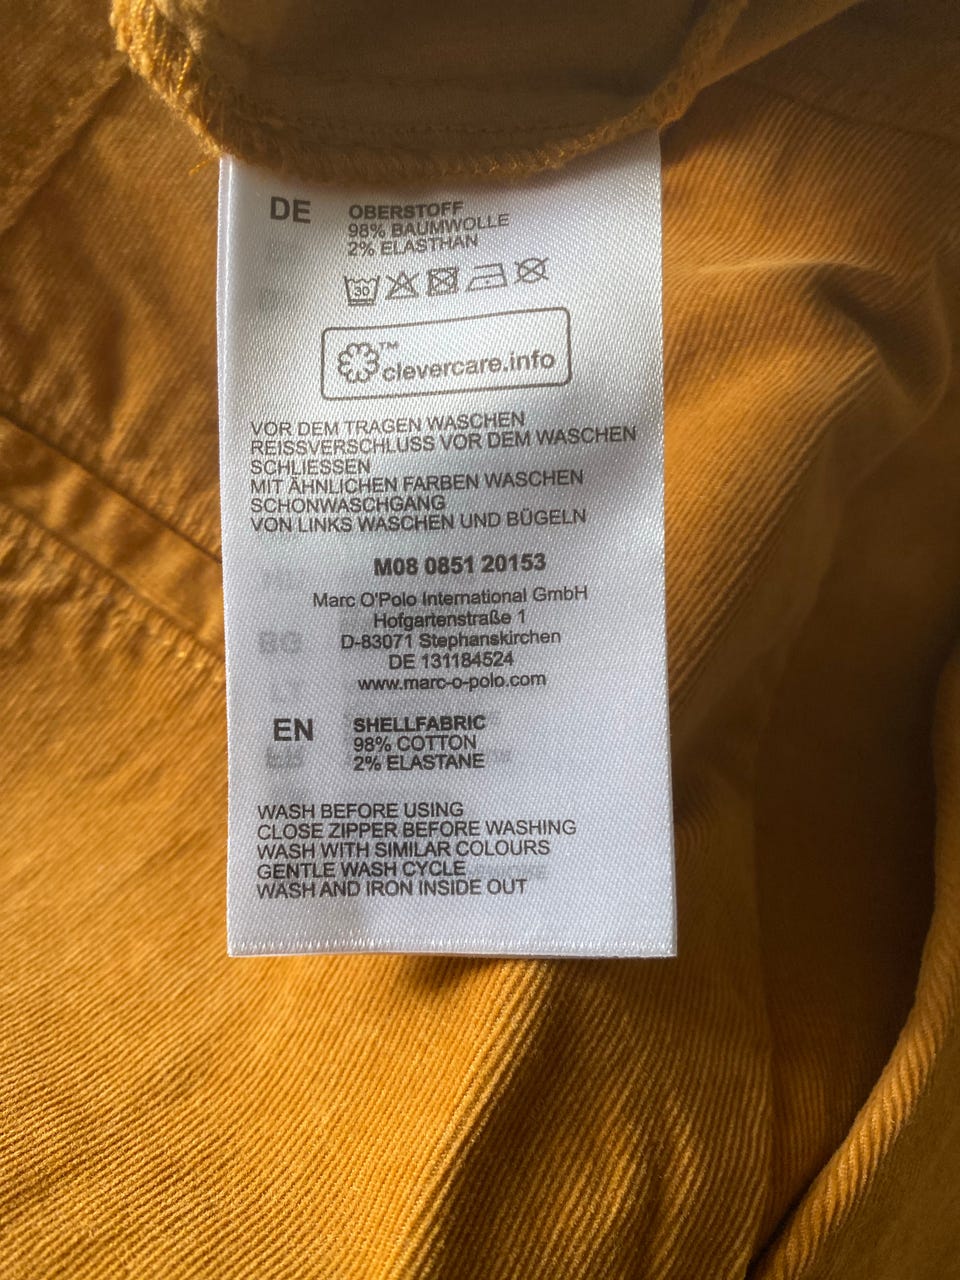 DE
OBERSTOFF
98% BAUMWOLLE
2% ELASTHAN
30
™clevercare.info
VOR DEM TRAGEN WASCHEN
REISSVERSCHLUSS VOR DEM WASCHEN
SCHLIESSEN
MIT ÄHNLICHEN FARBEN WASCHEN
SCHONWASCHGANG
VON LINKS WASCHEN UND BÜGELN
M08 0851 20153
Marc O'Polo International GmbH
Hofgartenstraße 1
D-83071 Stephanskirchen
DE 131184524
www.marc-o-polo.com
EN
SHELLFABRIC
98% COTTON
2% ELASTANE
WASH BEFORE USING
CLOSE ZIPPER BEFORE WASHING
WASH WITH SIMILAR COLOURS
GENTLE WASH CYCLE
WASH AND IRON INSIDE OUT